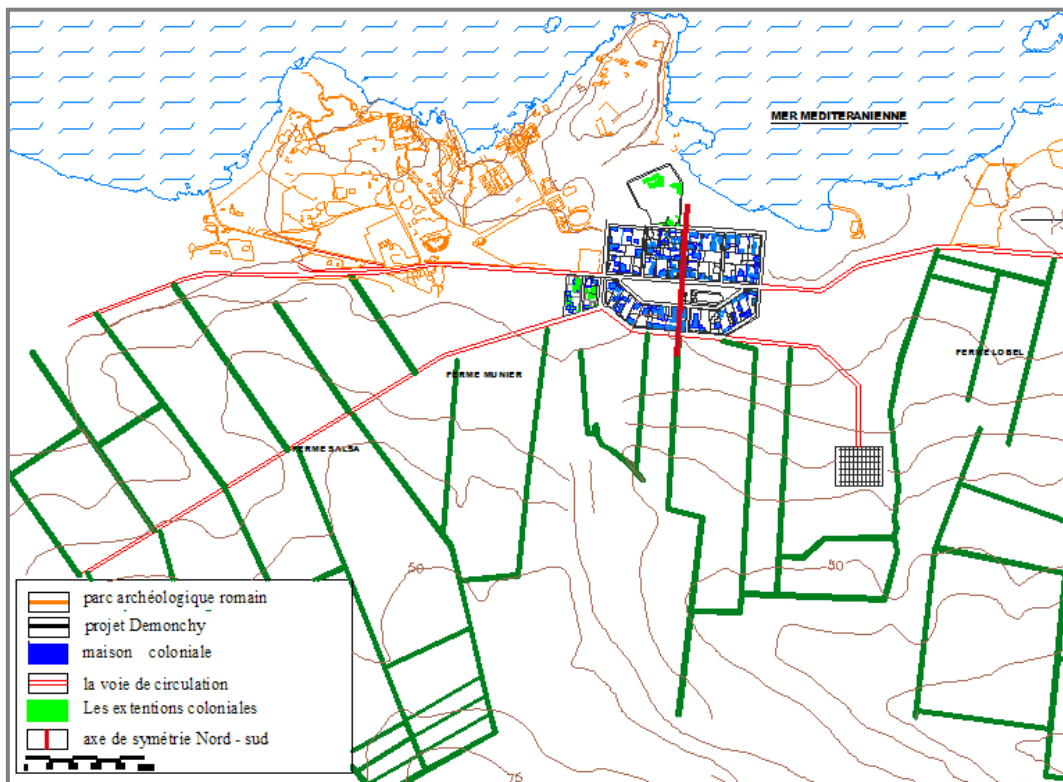 MER MEDITERANIENNE
FERME LOBEL
FERME MUNIER
FERME SALSA
50
50
75
parc archéologique romain
projet Demonchy
maison coloniale
la voie de circulation
Les extentions coloniales
axe de symétrie Nord - sud